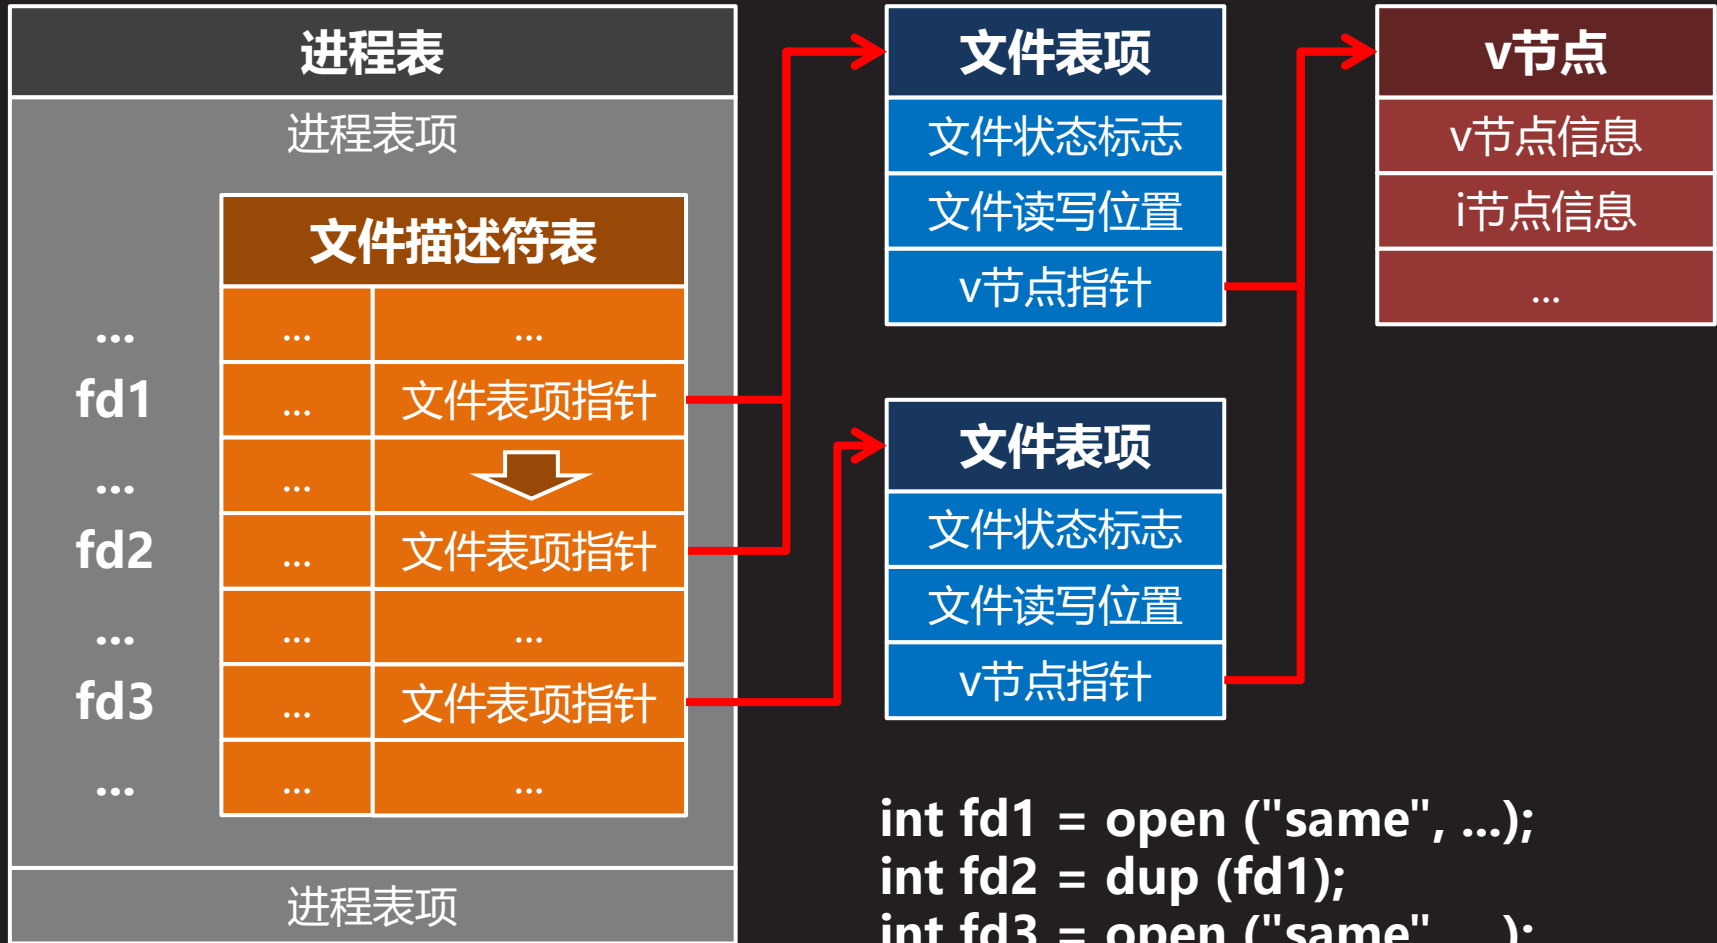 进程表
进程表项
文件描述符表
... ... ...
fd1 ... 文件表项指针
... ...
fd2 ... 文件表项指针
... ... ...
fd3 ... 文件表项指针
... ... ...
进程表项
文件表项
文件状态标志
文件读写位置
v节点指针
文件表项
文件状态标志
文件读写位置
v节点指针
v节点
v节点信息
i节点信息
...
int fd1 = open ("same", ...);
int fd2 = dup (fd1);
int fd3 = open ("same", ...);